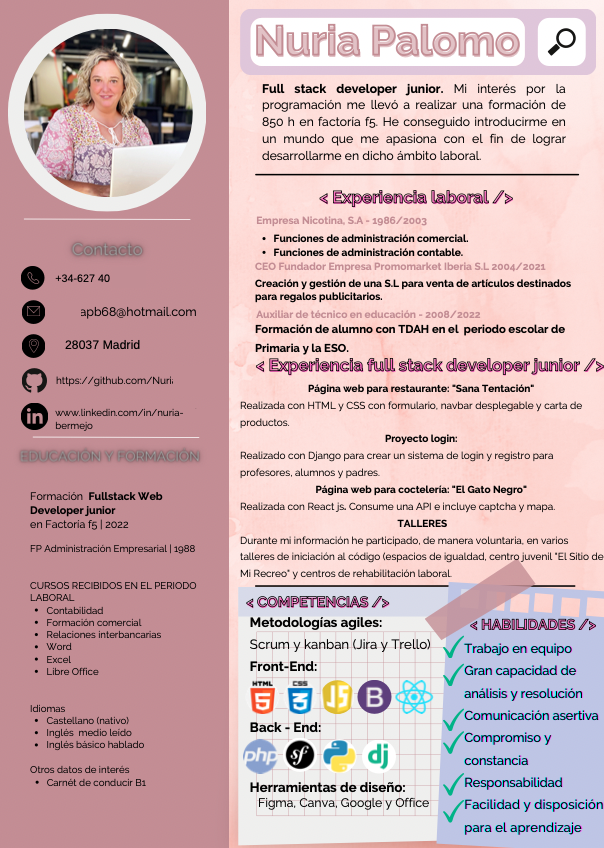 Nuria Palomo
Full stack developer junior. Mi interés por la
programación me llevó a realizar una formación de
850 h en factoría f5. He conseguido introducirme en
un mundo que me apasiona con el fin de lograr
desarrollarme en dicho ámbito laboral.
< Experiencia laboral />
Empresa Nicotina, S.A - 1986/2003
• Funciones de administración comercial.
• Funciones de administración contable.
CEO Fundador Empresa Promomarket Iberia S.L 2004/2021
Creación y gestión de una S.L para venta de artículos destinados
para regalos publicitarios.
Auxiliar de técnico en educación - 2008/2022
Formación de alumno con TDAH en el periodo escolar de
Primaria y la ESO.
< Experiencia full stack developer junior />
Página web para restaurante: "Sana Tentación"
Realizada con HTML y CSS con formulario, navbar desplegable y carta de
productos.
Proyecto login:
Realizado con Django para crear un sistema de login y registro para
profesores, alumnos y padres.
Página web para coctelería: "El Gato Negro"
Realizada con React js. Consume una API e incluye captcha y mapa.
TALLERES
Durante mi información he participado, de manera voluntaria, en varios
talleres de iniciación al código (espacios de igualdad, centro juvenil "El Sitio de
Mi Recreo" y centros de rehabilitación laboral.
Contacto
+34-627 40
apb68@hotmail.com
28037 Madrid
https://github.com/Nuri
www.linkedin.com/in/nuria-
bermejo
EDUCACIÓN Y FORMACIÓN
Formación Fullstack Web
Developer junior
en Factoría f5 | 2022
FP Administración Empresarial | 1988
CURSOS RECIBIDOS EN EL PERIODO
LABORAL
• Contabilidad
• Formación comercial
• Relaciones interbancarias
• Word
• Excel
• Libre Office
Idiomas
• Castellano (nativo)
• Inglés medio leído
• Inglés básico hablado
Otros datos de interés
• Carnét de conducir B1
< COMPETENCIAS />
Metodologías agiles:
Scrum y kanban (Jira y Trello)
Front-End:
HTML 5 CSS 3 JS B
Back - End:
php sf dj
Herramientas de diseño:
Figma, Canva, Google y Office
< HABILIDADES />
Trabajo en equipo
Gran capacidad de
análisis y resolución
Comunicación asertiva
Compromiso y
constancia
Responsabilidad
Facilidad y disposición
para el aprendizaje